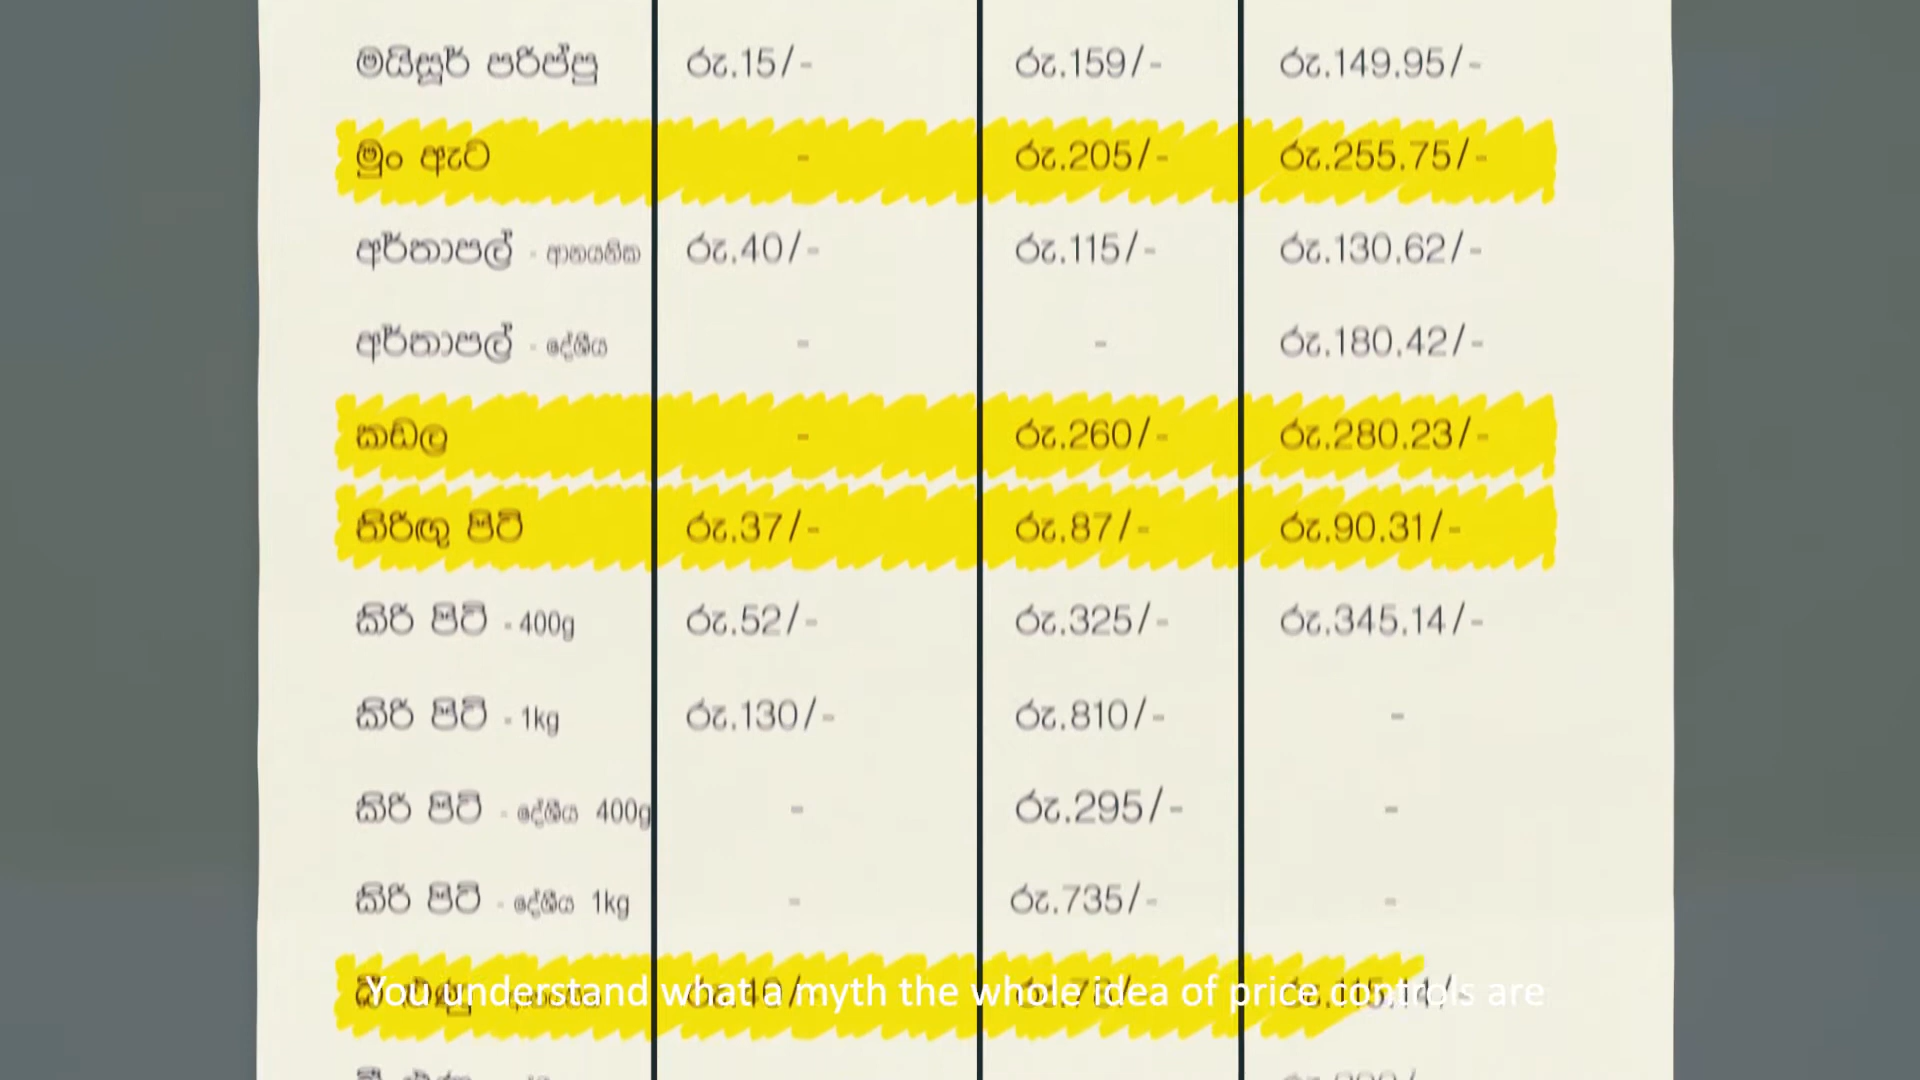 මයිසූර් පරිප්පු රු.15/- රු.159/- රු.149.95/-
මුං ඇට - රු.205/- රු.255.75/-
අර්තාපල් - ආනයනික රු.40/- රු.115/- රු.130.62/-
අර්තාපල් - දේශීය - - රු.180.42/-
කඩල - රු.260/- රු.280.23/-
තිරිඟු පිටි රු.37/- රු.87/- රු.90.31/-
කිරි පිටි - 400g රු.52/- රු.325/- රු.345.14/-
කිරි පිටි - 1kg රු.130/- රු.810/- -
කිරි පිටි - දේශීය 400g - රු.295/- -
කිරි පිටි - දේශීය 1kg - රු.735/- -
You understand what a myth the whole idea of price controls are